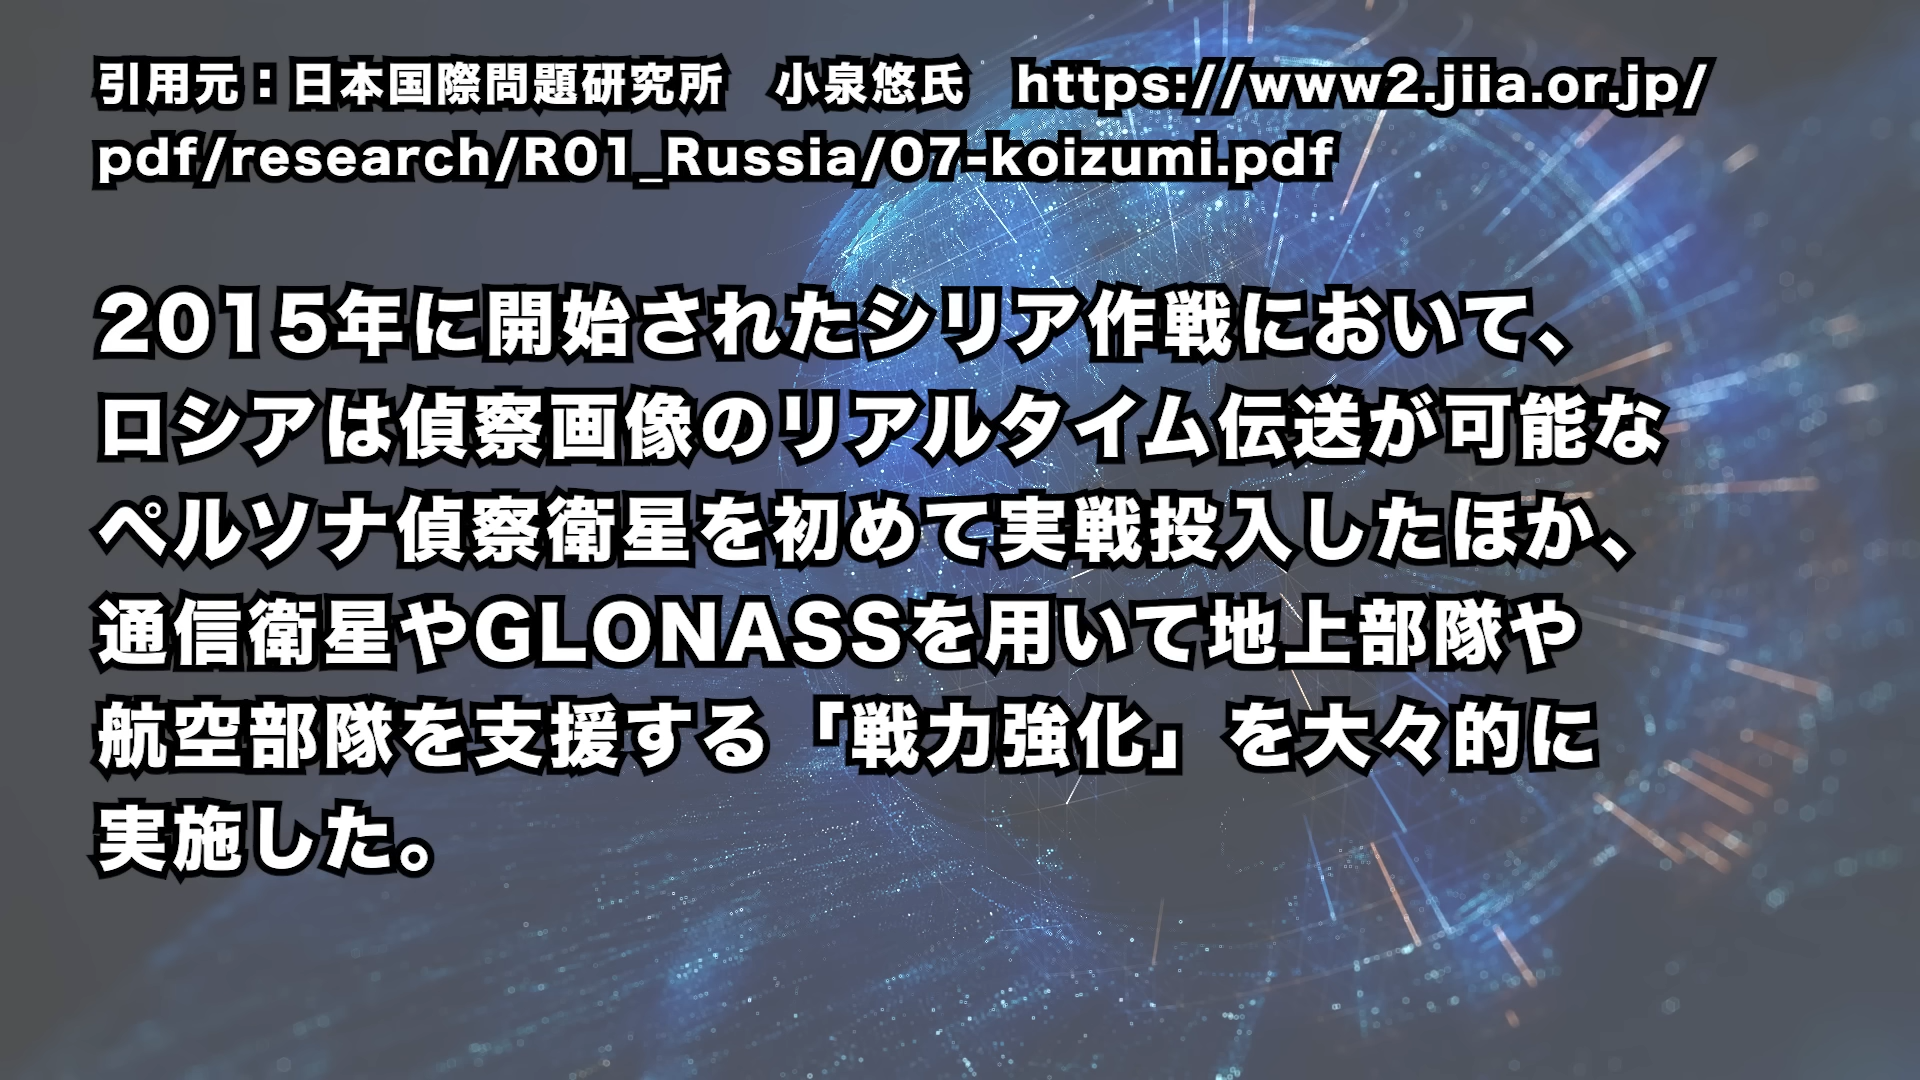 引用元：日本国際問題研究所　小泉悠氏　https://www2.jiia.or.jp/
pdf/research/R01_Russia/07-koizumi.pdf
2015年に開始されたシリア作戦において、
ロシアは偵察画像のリアルタイム伝送が可能な
ペルソナ偵察衛星を初めて実戦投入したほか、
通信衛星やGLONASSを用いて地上部隊や
航空部隊を支援する「戦力強化」を大々的に
実施した。